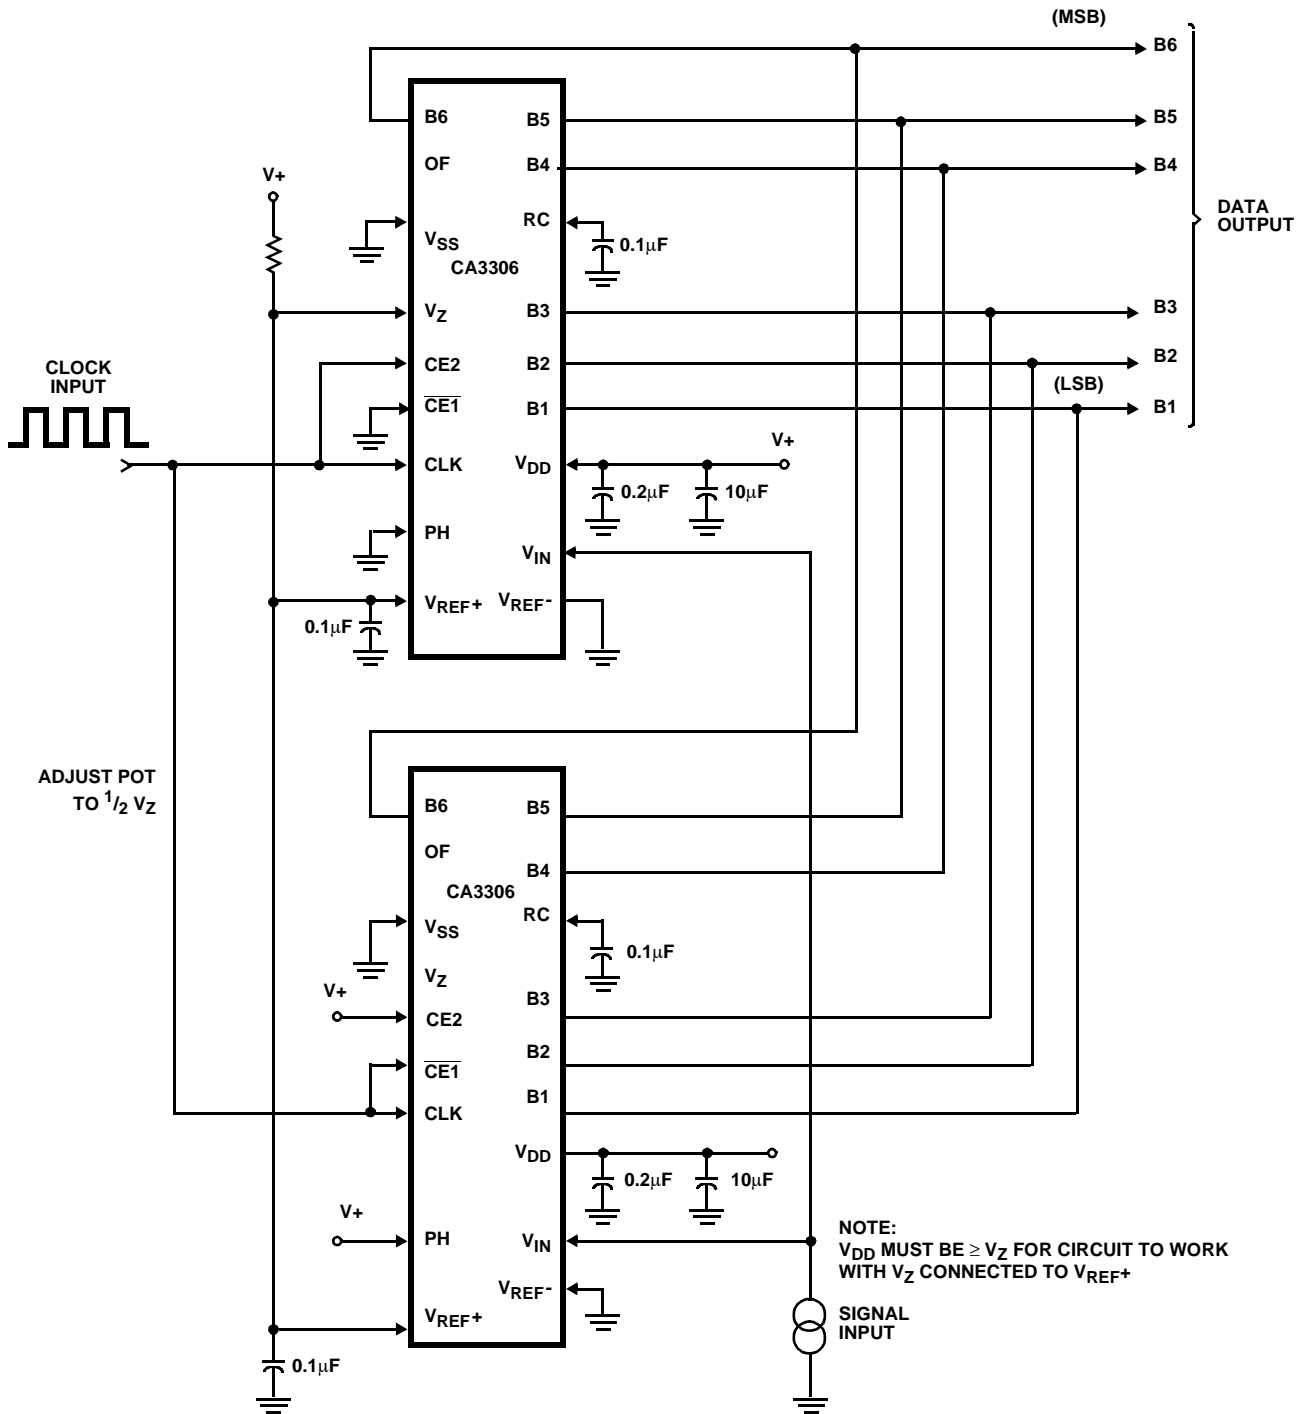 (MSB)
B6
B5
B4
DATA
OUTPUT
B3
B2
(LSB)
B1
V+
CLOCK
INPUT
B6
OF
VSS
CA3306
VZ
CE2
CE1
CLK
PH
VREF+
B5
B4
RC
B3
B2
B1
VDD
VIN
VREF-
0.1µF
V+
0.2µF
10µF
0.1µF
ADJUST POT
TO 1/2 VZ
B6
OF
CA3306
VSS
VZ
V+
CE2
CE1
CLK
V+
PH
VREF+
B5
B4
RC
B3
B2
B1
VDD
VIN
VREF-
0.1µF
0.2µF
10µF
0.1µF
NOTE:
VDD MUST BE ≥ VZ FOR CIRCUIT TO WORK
WITH VZ CONNECTED TO VREF+
SIGNAL
INPUT